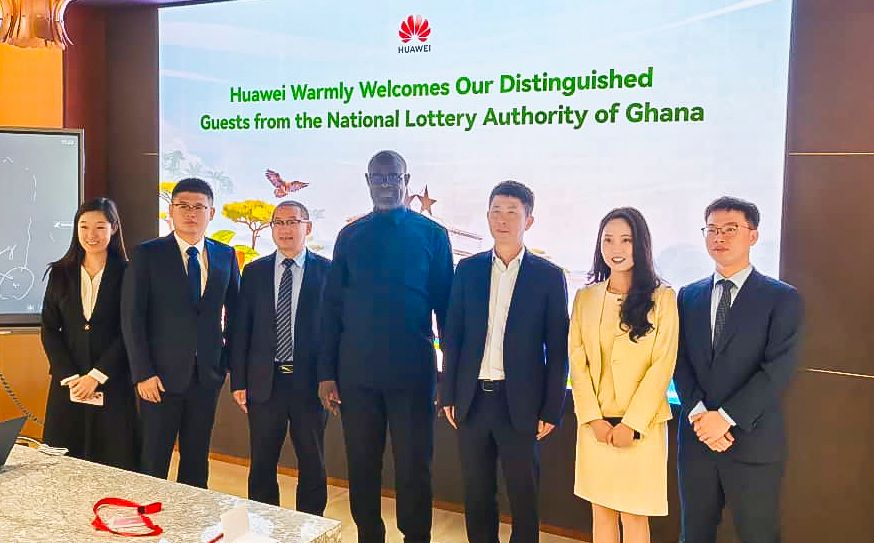 HUAWEI
Huawei Warmly Welcomes Our Distinguished
Guests from the National Lottery Authority of Ghana